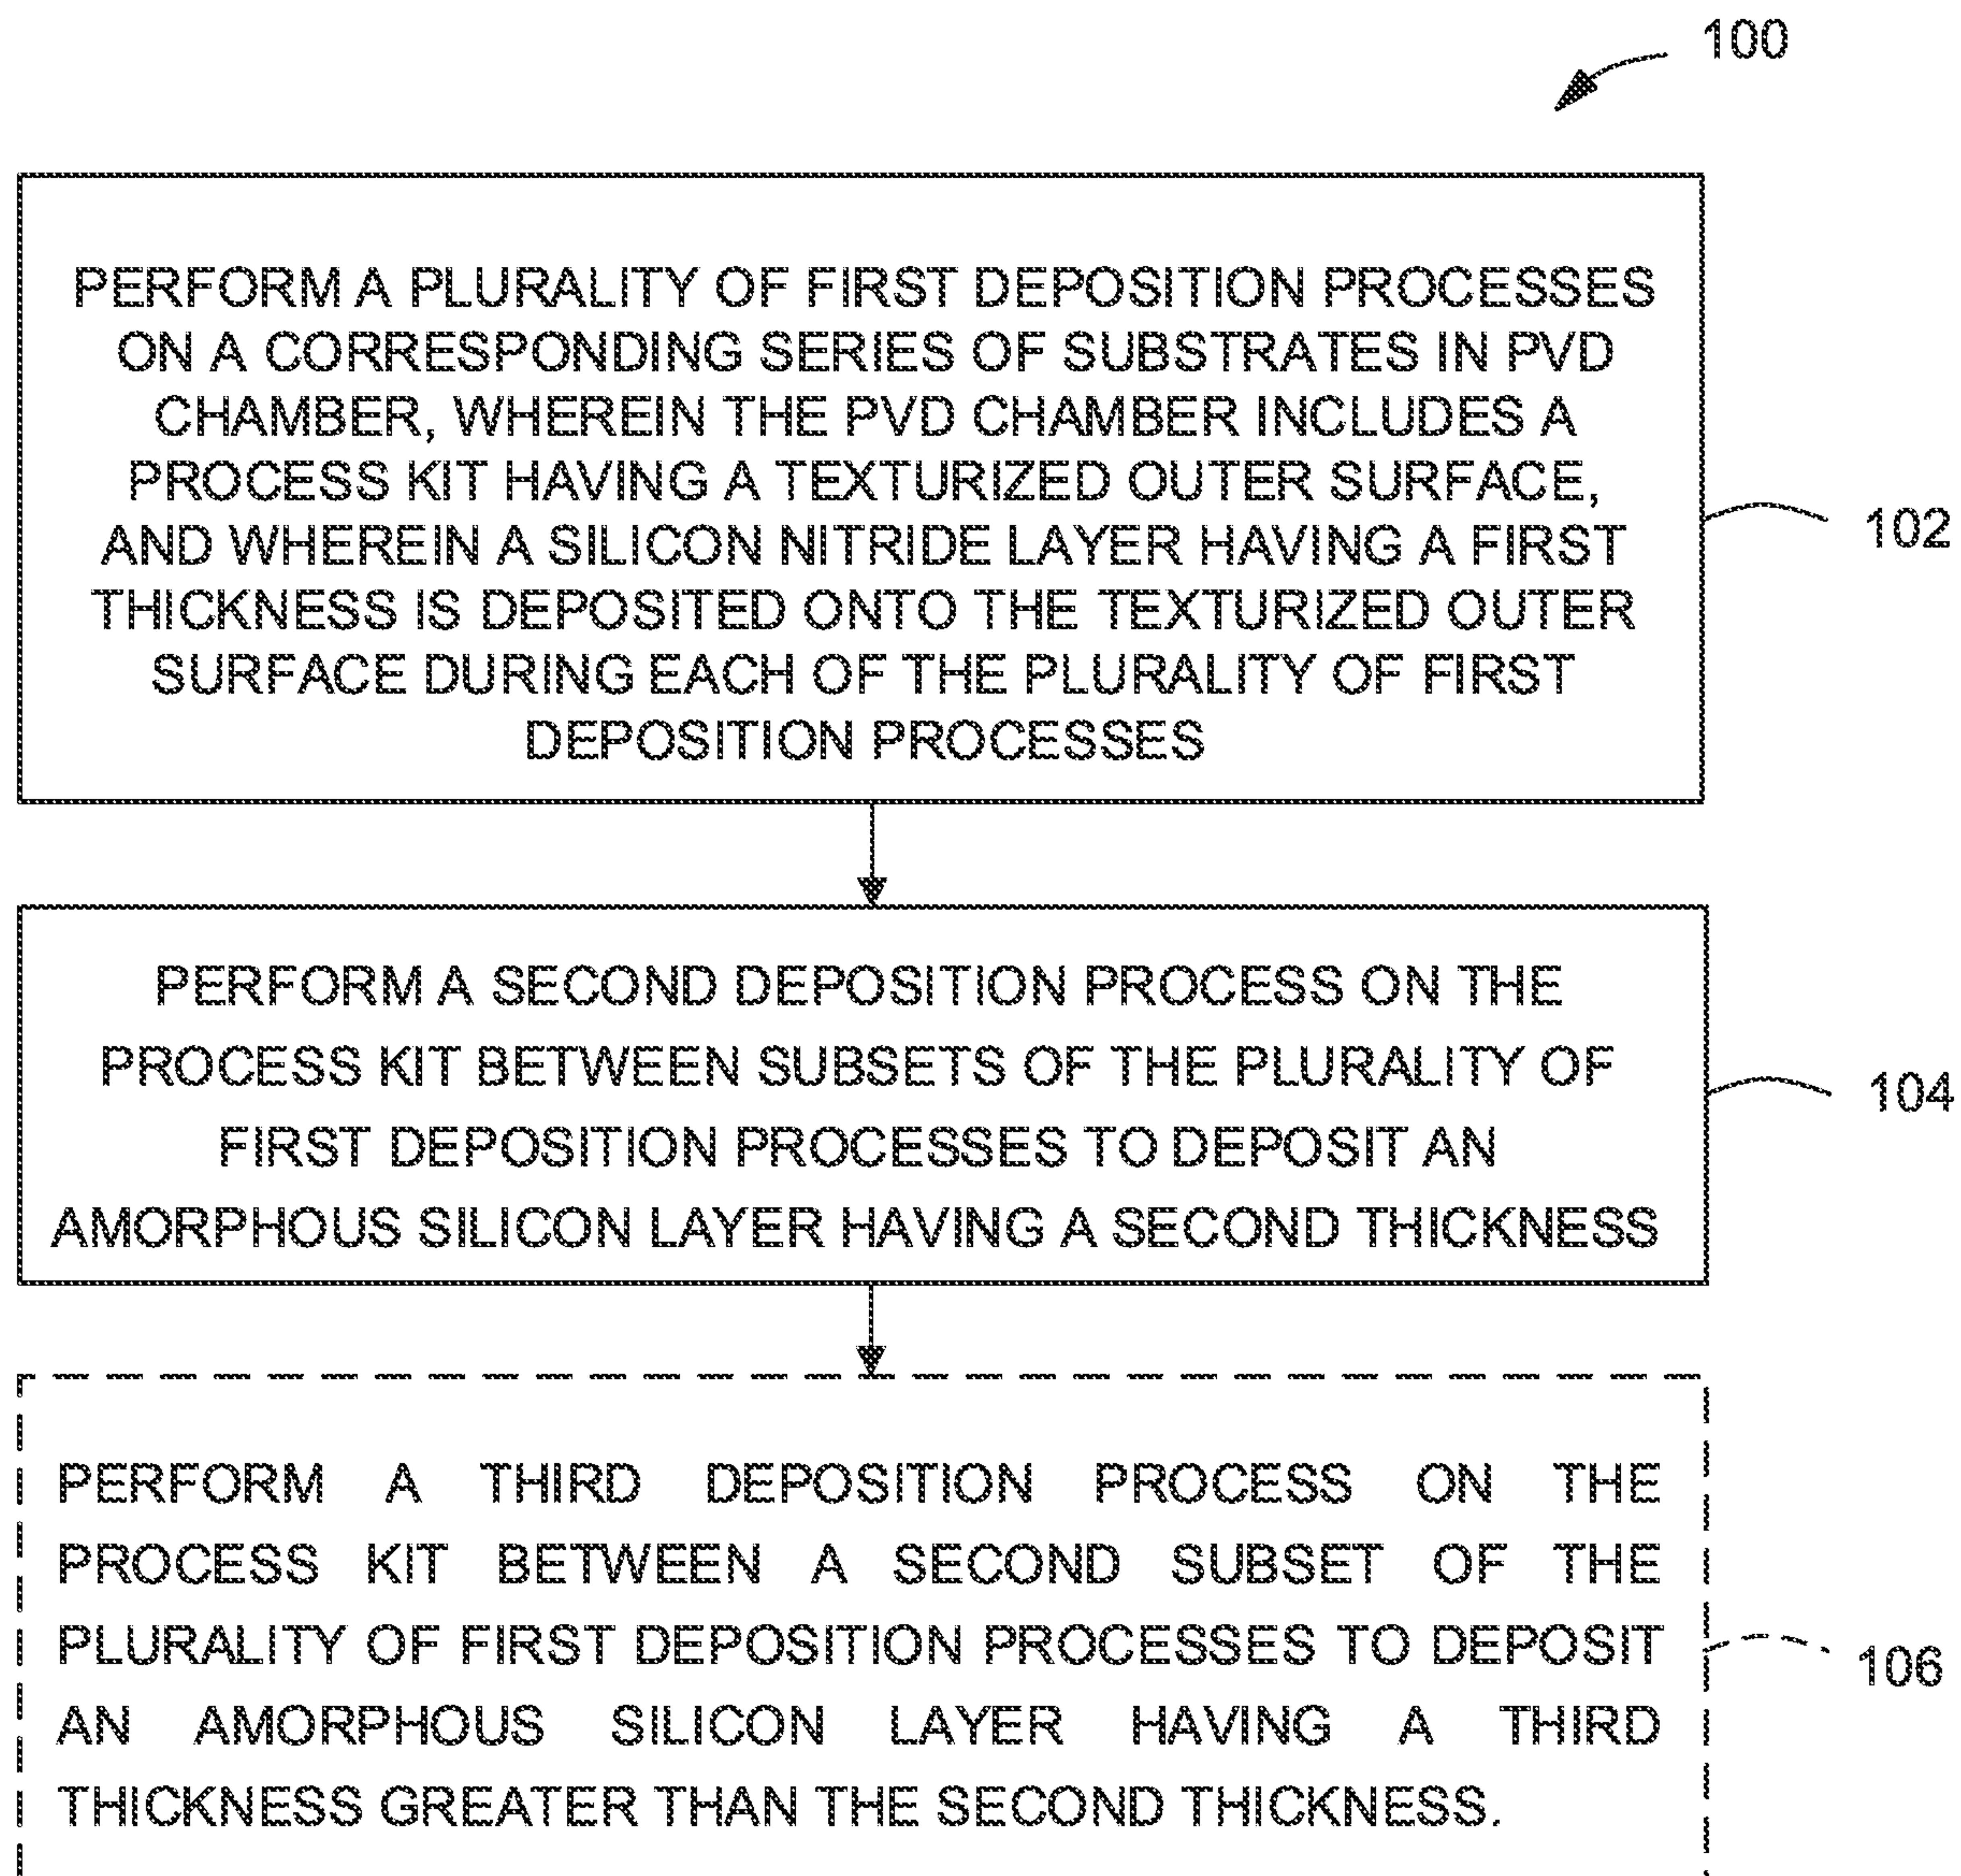 100
PERFORM A PLURALITY OF FIRST DEPOSITION PROCESSES
ON A CORRESPONDING SERIES OF SUBSTRATES IN PVD
CHAMBER, WHEREIN THE PVD CHAMBER INCLUDES A
PROCESS KIT HAVING A TEXTURIZED OUTER SURFACE,
AND WHEREIN A SILICON NITRIDE LAYER HAVING A FIRST
THICKNESS IS DEPOSITED ONTO THE TEXTURIZED OUTER
SURFACE DURING EACH OF THE PLURALITY OF FIRST
DEPOSITION PROCESSES
102
PERFORM A SECOND DEPOSITION PROCESS ON THE
PROCESS KIT BETWEEN SUBSETS OF THE PLURALITY OF
FIRST DEPOSITION PROCESSES TO DEPOSIT AN
AMORPHOUS SILICON LAYER HAVING A SECOND THICKNESS
104
PERFORM A THIRD DEPOSITION PROCESS ON THE
PROCESS KIT BETWEEN A SECOND SUBSET OF THE
PLURALITY OF FIRST DEPOSITION PROCESSES TO DEPOSIT
AN AMORPHOUS SILICON LAYER HAVING A THIRD
THICKNESS GREATER THAN THE SECOND THICKNESS.
106